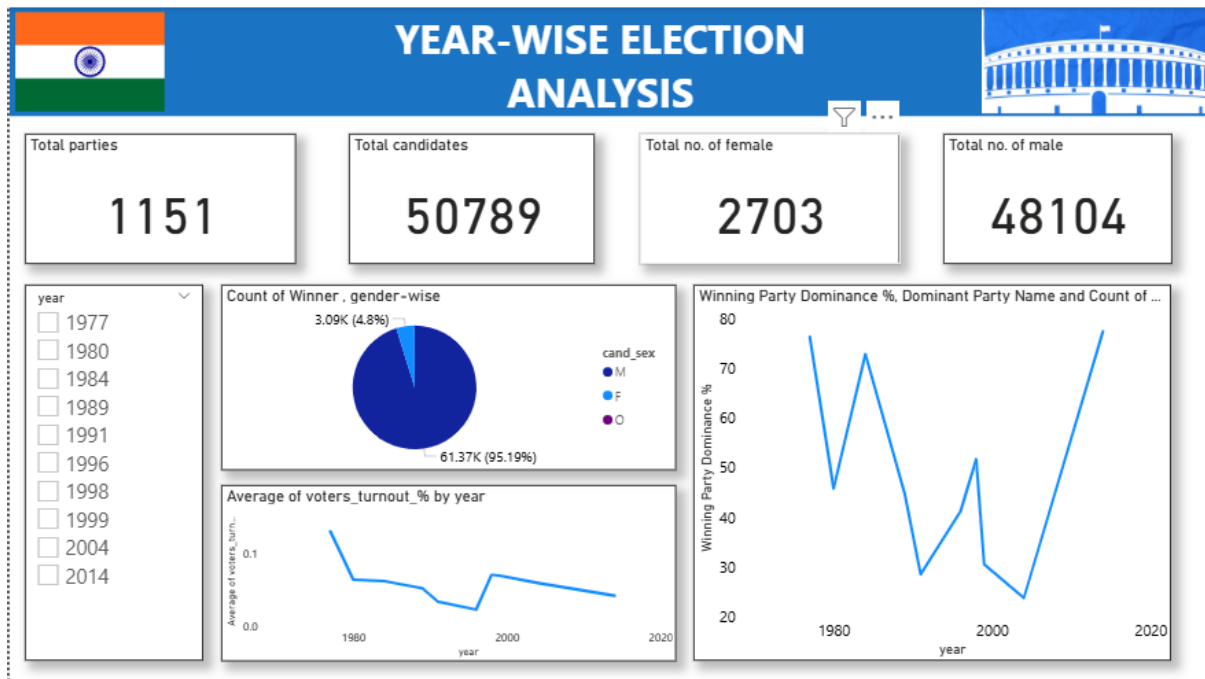 YEAR-WISE ELECTION
ANALYSIS
Total parties
1151
Total candidates
50789
Total no. of female
2703
Total no. of male
48104
year
1977
1980
1984
1989
1991
1996
1998
1999
2004
2014
Count of Winner , gender-wise
3.09K (4.8%)
61.37K (95.19%)
cand_sex
M
F
O
Average of voters_turnout_% by year
Average of voters_turn...
0.1
0.0
1980
2000
2020
year
Winning Party Dominance %, Dominant Party Name and Count of ...
Winning Party Dominance %
80
70
60
50
40
30
20
1980
2000
2020
year